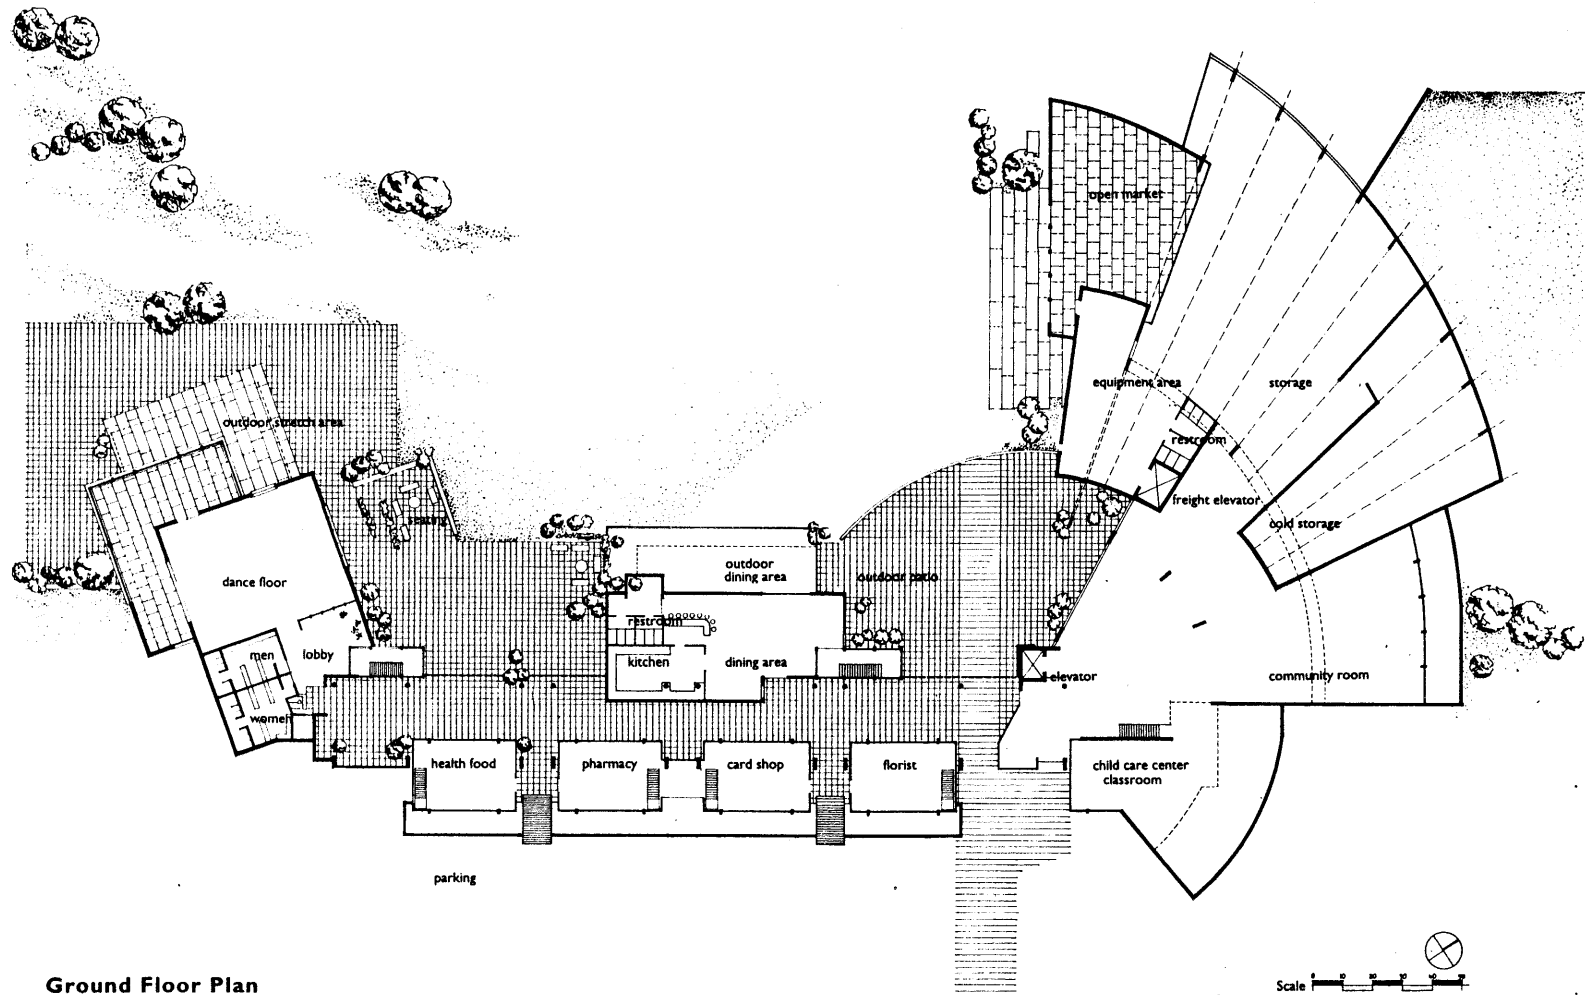 open market
equipment area
storage
outdoor stretch area
restroom
freight elevator
seating
cold storage
outdoor
dining area
dance floor
outdoor patio
restroom
men
lobby
kitchen
dining area
elevator
community room
women
health food
pharmacy
card shop
florist
child care center
classroom
parking
Ground Floor Plan
Scale